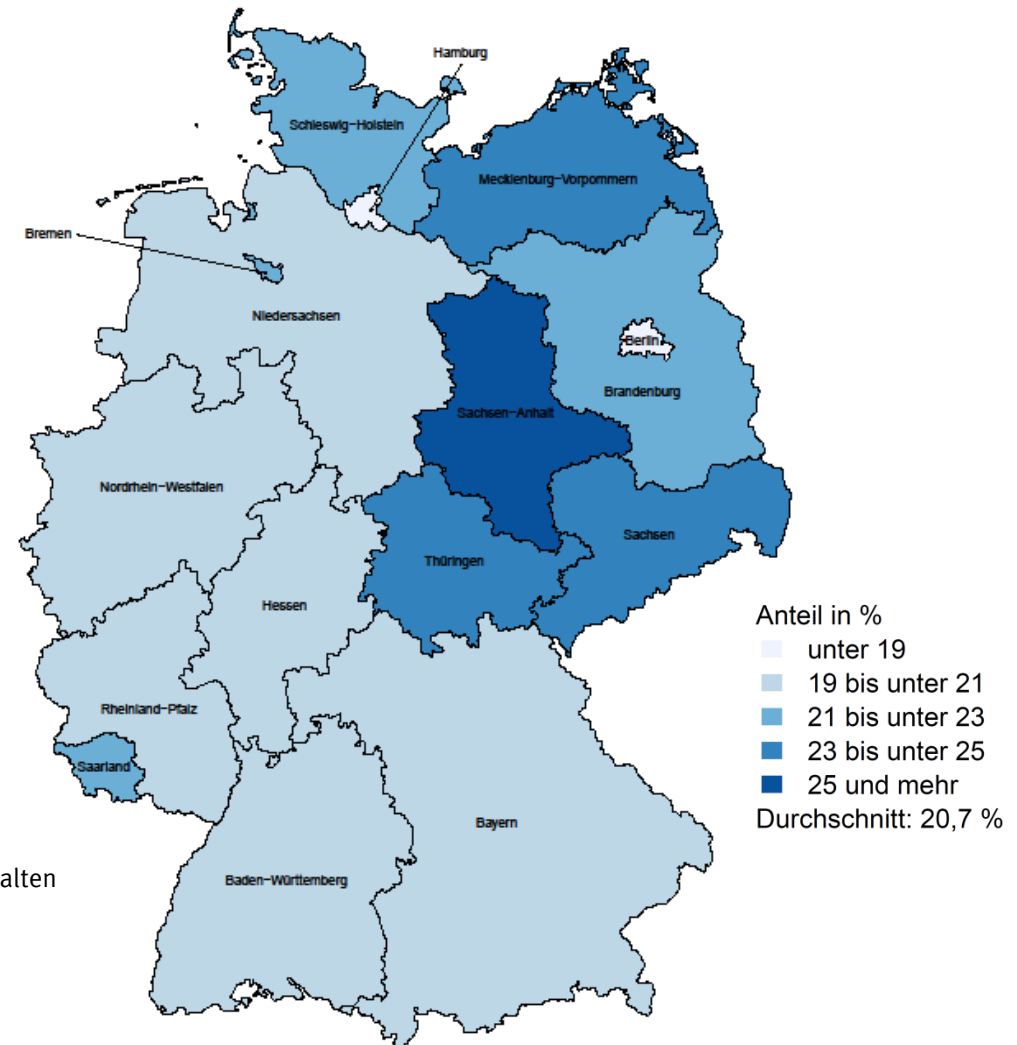 Hamburg
Schleswig-Holstein
Mecklenburg-Vorpommern
Bremen
Niedersachsen
Berlin
Brandenburg
Sachsen-Anhalt
Nordrhein-Westfalen
Sachsen
Thüringen
Hessen
Anteil in %
unter 19
19 bis unter 21
21 bis unter 23
23 bis unter 25
25 und mehr
Durchschnitt: 20,7 %
Rheinland-Pfalz
Saarland
Bayern
Baden-Württemberg
alten